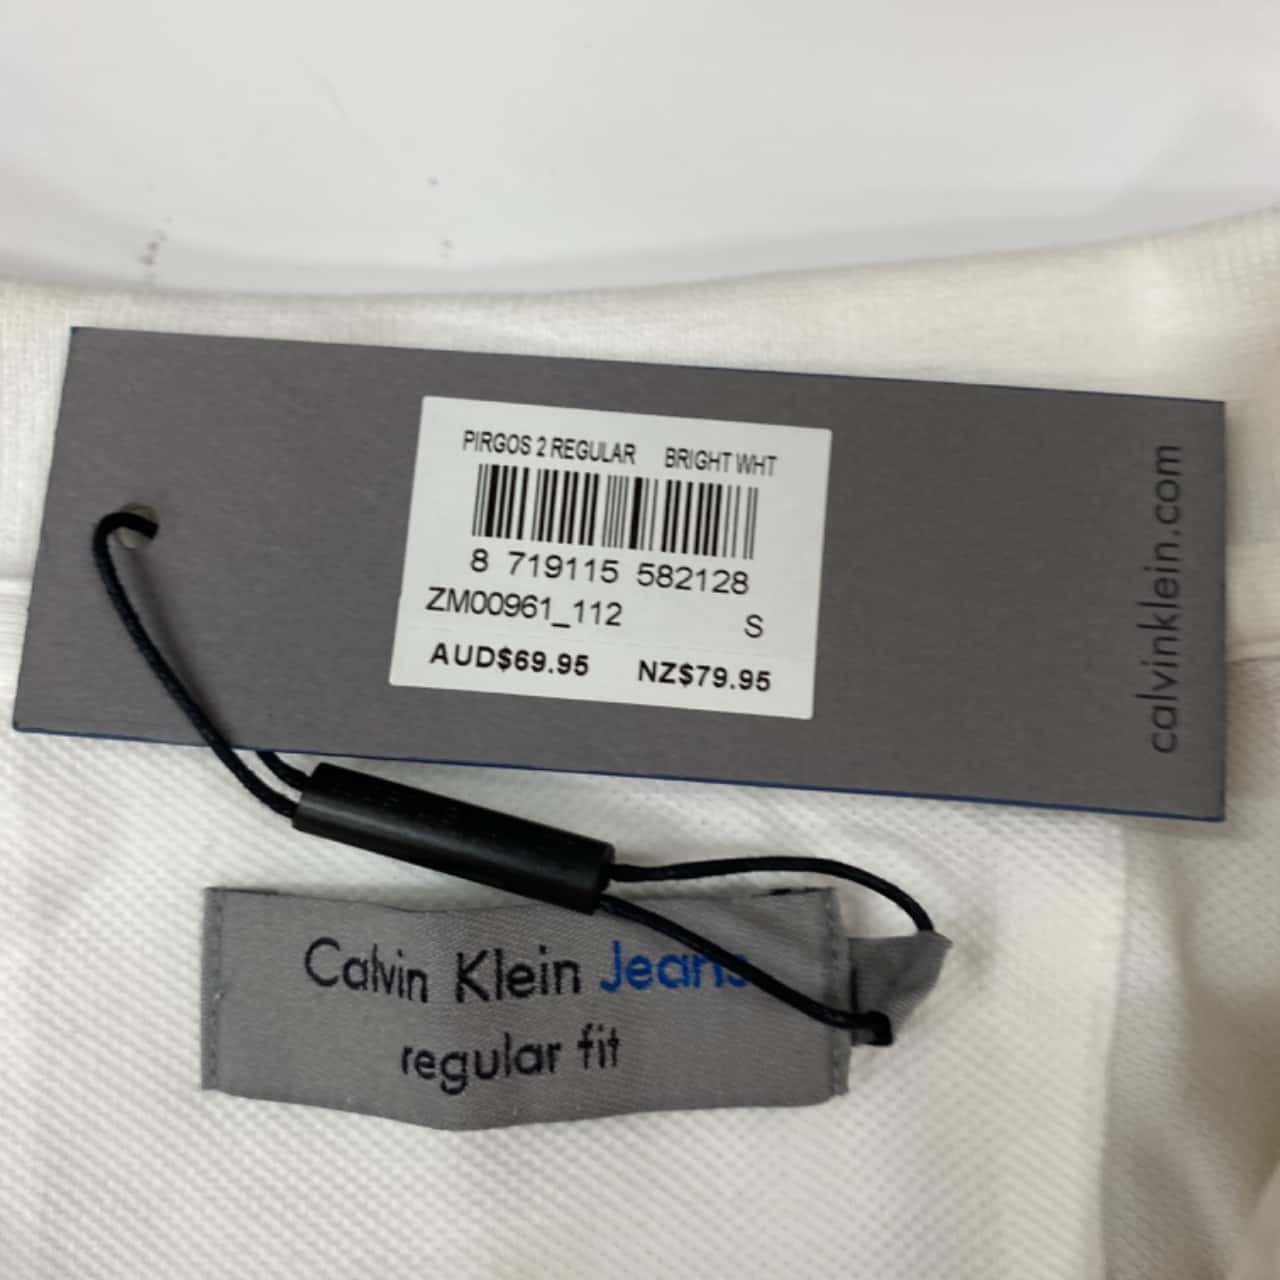 PIRGOS 2 REGULAR BRIGHT WHT
8 719115 582128
ZM00961_112 S
AUD$69.95 NZ$79.95
calvinklein.com
Calvin Klein Jeans
regular fit